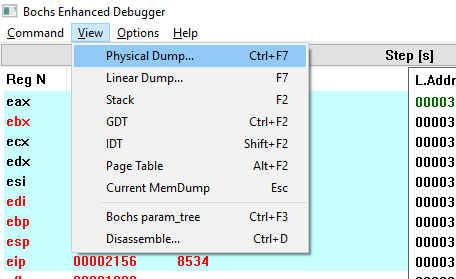 Bochs Enhanced Debugger
Command View Options Help
Step [s]
Physical Dump... Ctrl+F7
Linear Dump... F7
Stack F2
GDT Ctrl+F2
IDT Shift+F2
Page Table Alt+F2
Current MemDump Esc
Bochs param_tree Ctrl+F3
Disassemble... Ctrl+D
Reg N
eax
ebx
ecx
edx
esi
edi
ebp
esp
eip 00002156 8534
L.Addr
00003
00003
00003
00003
00003
00003
00003
00003
00003